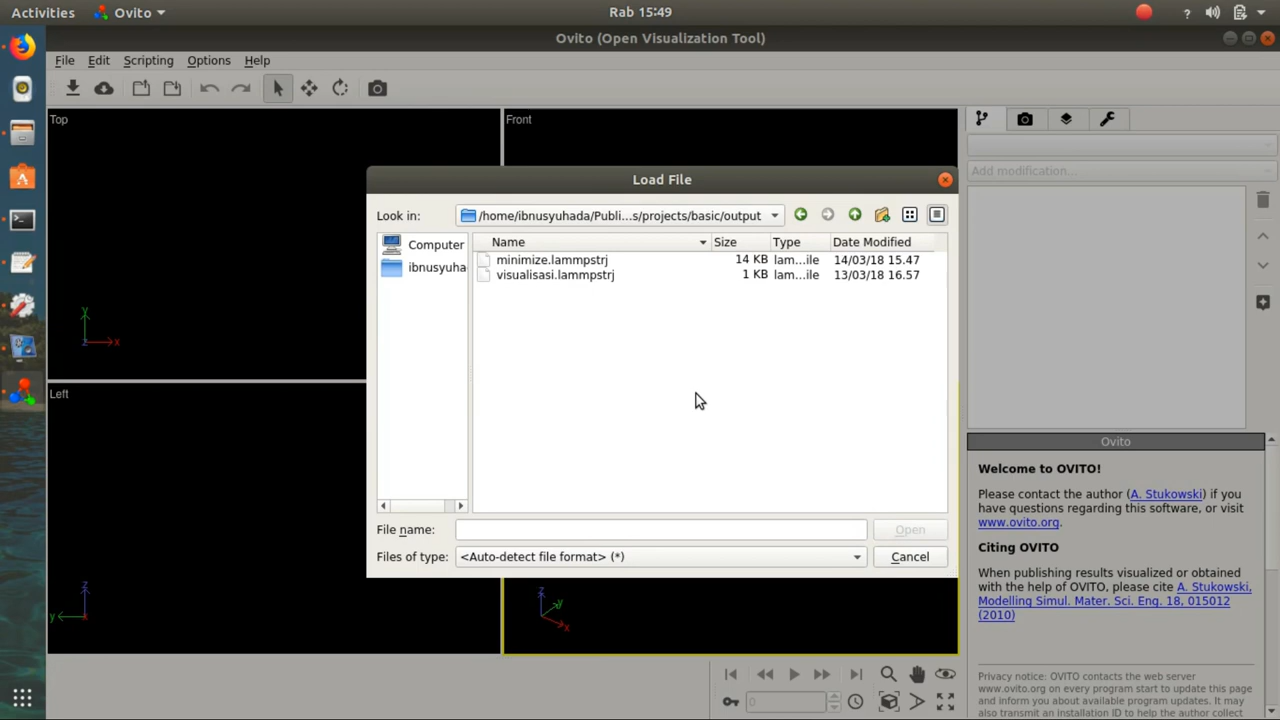 Activities Ovito Rab 15:49
Ovito (Open Visualization Tool)
File Edit Scripting Options Help
Top
Front
Add modification...
Load File
Look in: /home/ibnusyuhada/Publi...s/projects/basic/output
Computer
ibnusyuha
Name Size Type Date Modified
minimize.lammpstrj 14 KB lam...ile 14/03/18 15.47
visualisasi.lammpstrj 1 KB lam...ile 13/03/18 16.57
y
z x
Left
File name: Open
Files of type: <Auto-detect file format> (*) Cancel
z
y x
z
y
x
Ovito
Welcome to OVITO!
Please contact the author (A. Stukowski) if you
have questions regarding this software, or visit
www.ovito.org.
Citing OVITO
When publishing results visualized or obtained
with the help of OVITO, please cite A. Stukowski,
Modelling Simul. Mater. Sci. Eng. 18, 015012
(2010)
Privacy notice: OVITO contacts the web server
www.ovito.org on every program start to update this page
and inform you about available program updates. It
may also transmit an installation ID to help the author collect
0